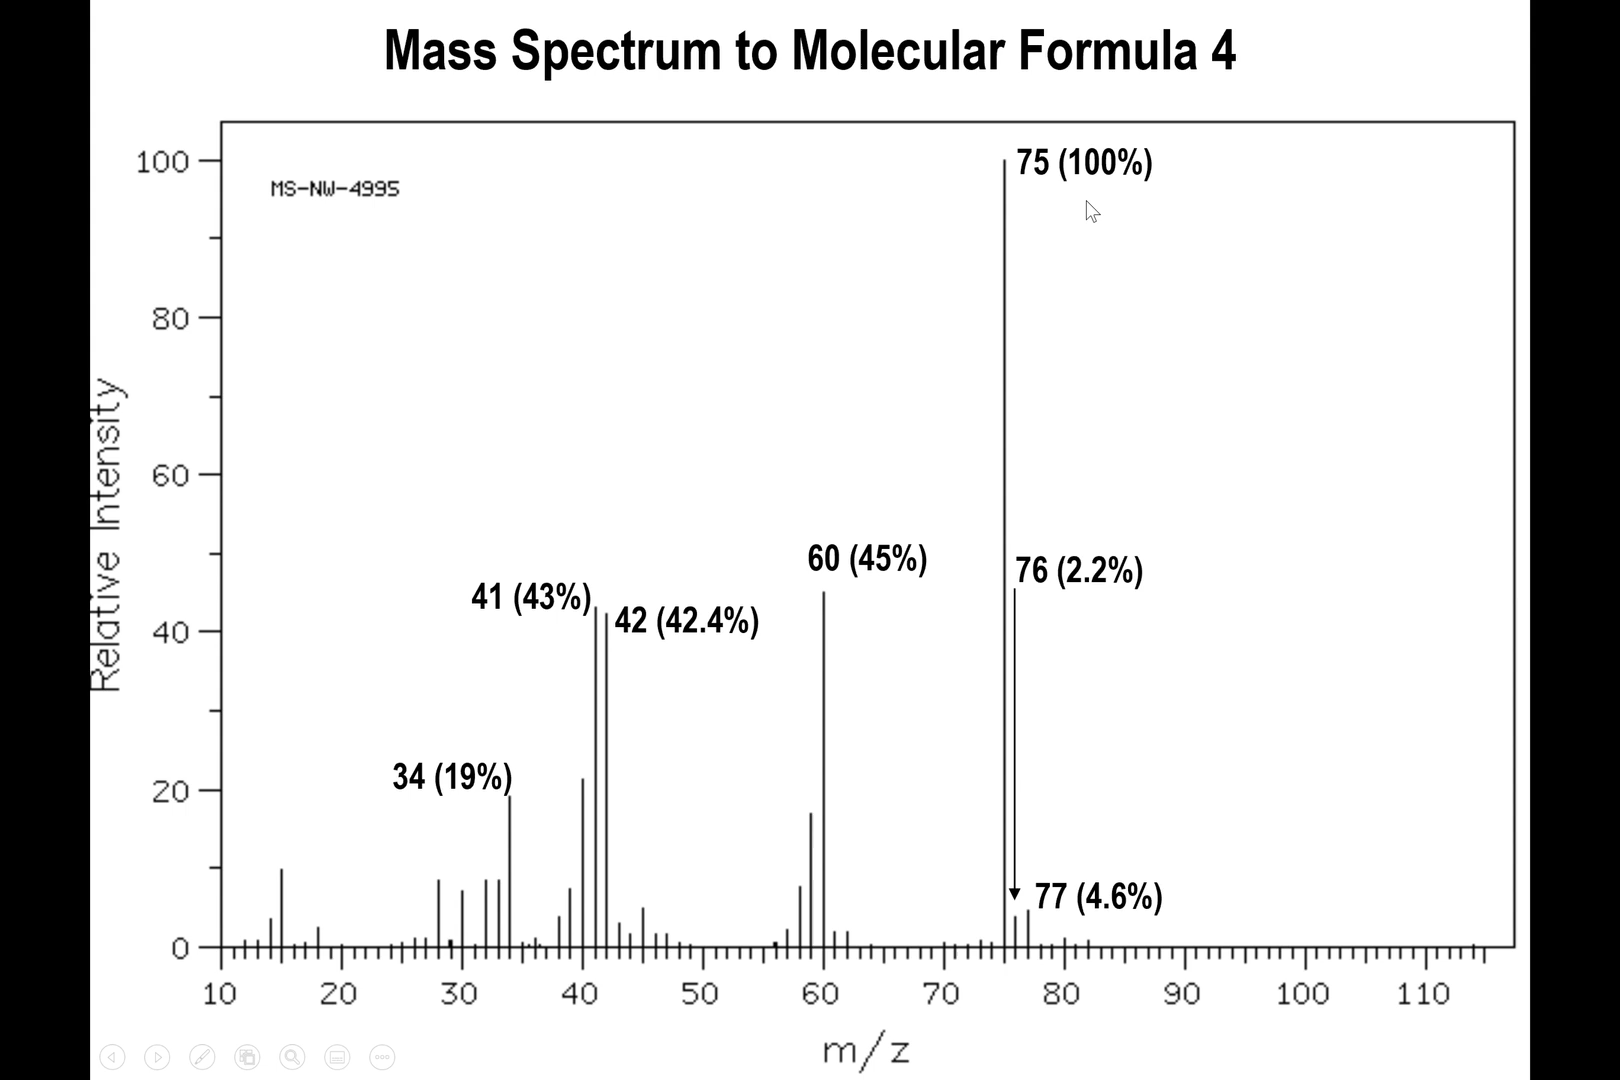 Mass Spectrum to Molecular Formula 4
100
80
60
40
20
0
Relative Intensity
MS-NW-4995
75 (100%)
76 (2.2%)
60 (45%)
41 (43%)
42 (42.4%)
34 (19%)
77 (4.6%)
10 20 30 40 50 60 70 80 90 100 110
m/z